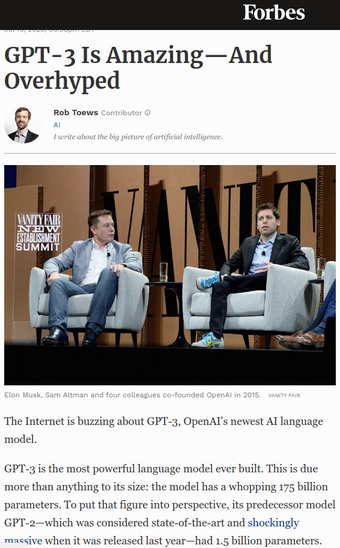 Forbes
GPT-3 Is Amazing—And
Overhyped
Rob Toews Contributor
AI
I write about the big picture of artificial intelligence.
VANITY FAIR
NEW
ESTABLISHMENT
SUMMIT
VANIT
Elon Musk, Sam Altman and four colleagues co-founded OpenAI in 2015. VANITY FAIR
The Internet is buzzing about GPT-3, OpenAI's newest AI language
model.
GPT-3 is the most powerful language model ever built. This is due
more than anything to its size: the model has a whopping 175 billion
parameters. To put that figure into perspective, its predecessor model
GPT-2—which was considered state-of-the-art and shockingly
massive when it was released last year—had 1.5 billion parameters.